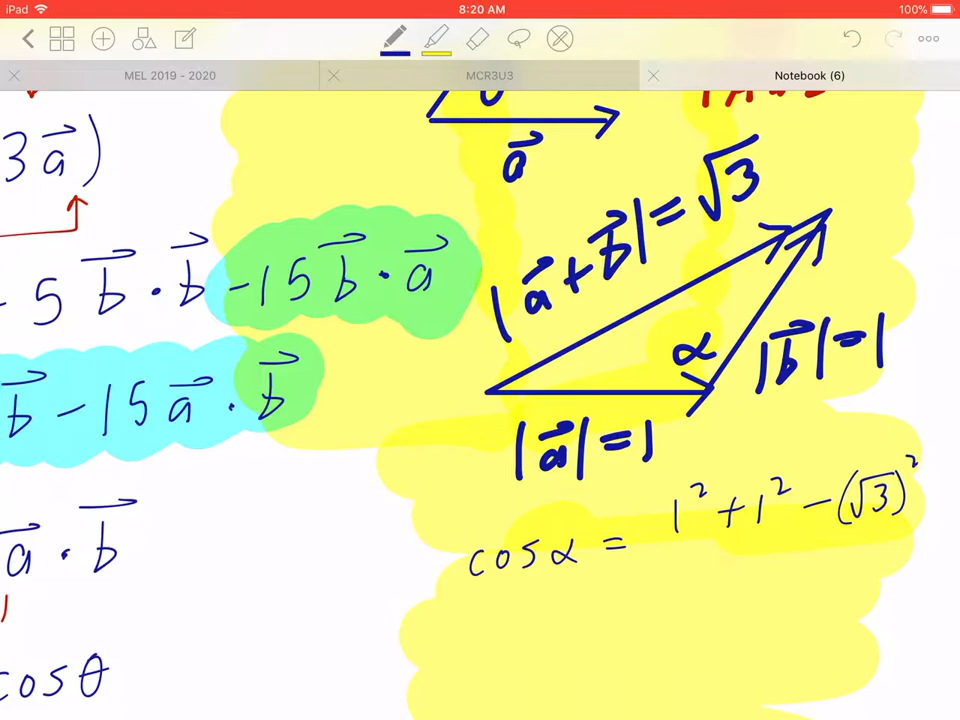 iPad 8:20 AM 100%
MEL 2019 - 2020 MCR3U3 Notebook (6)
3a⃗)
a⃗
|a⃗ + b⃗| = √3
- 5 b⃗ · b⃗ - 15 b⃗ · a⃗
α
|b⃗| = 1
b⃗ - 15 a⃗ · b⃗
|a⃗| = 1
1² + 1² - (√3)²
cos α =
a⃗ · b⃗
cos θ